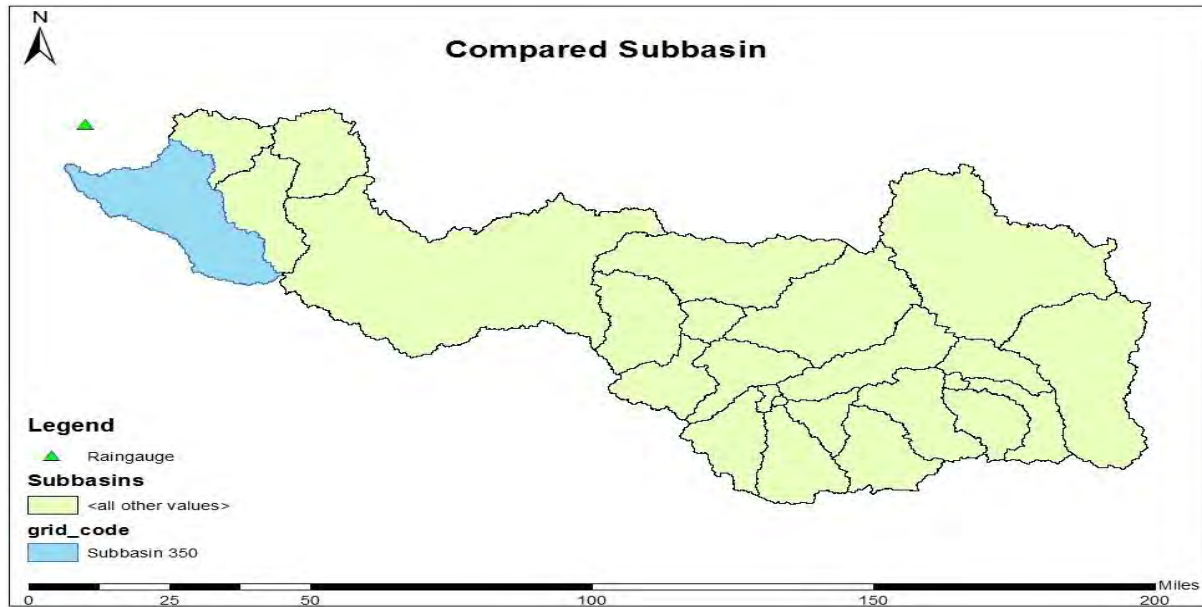 N
Compared Subbasin
Legend
Raingauge
Subbasins
<all other values>
grid_code
Subbasin 350
Miles
0 25 50 100 150 200